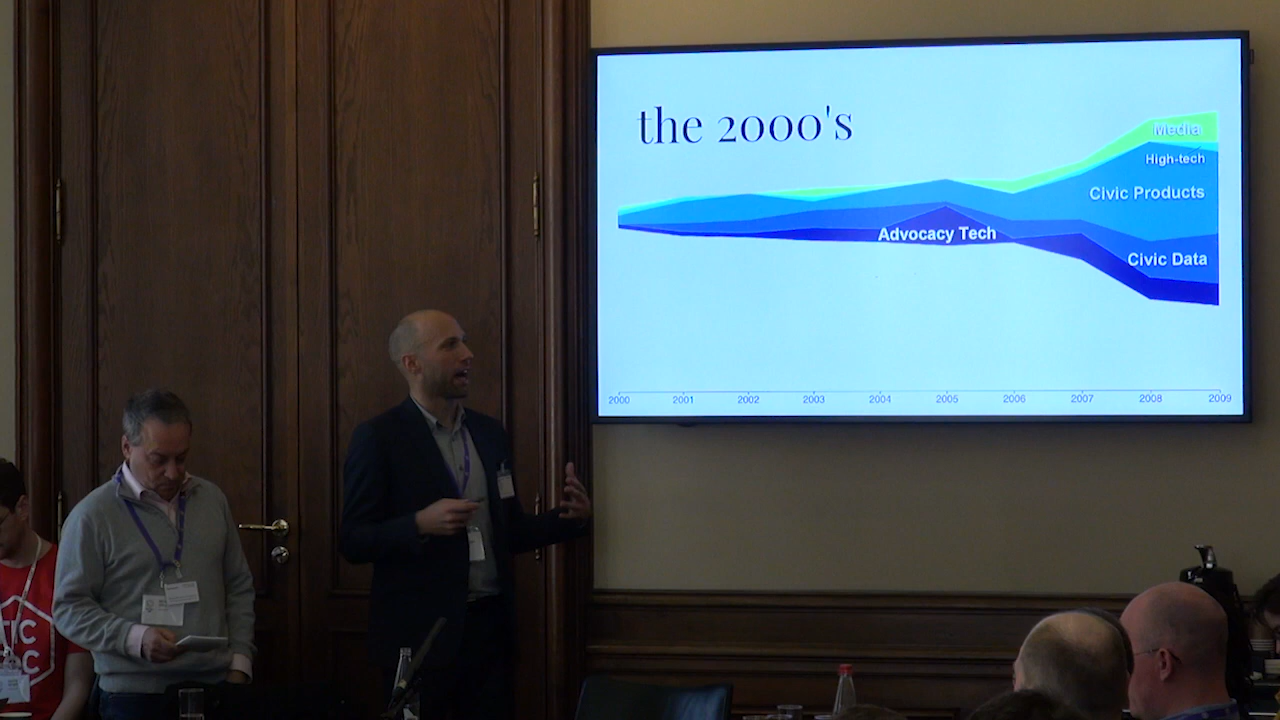 the 2000's
Media
High-tech
Civic Products
Advocacy Tech
Civic Data
2000 2001 2002 2003 2004 2005 2006 2007 2008 2009
TIC
C